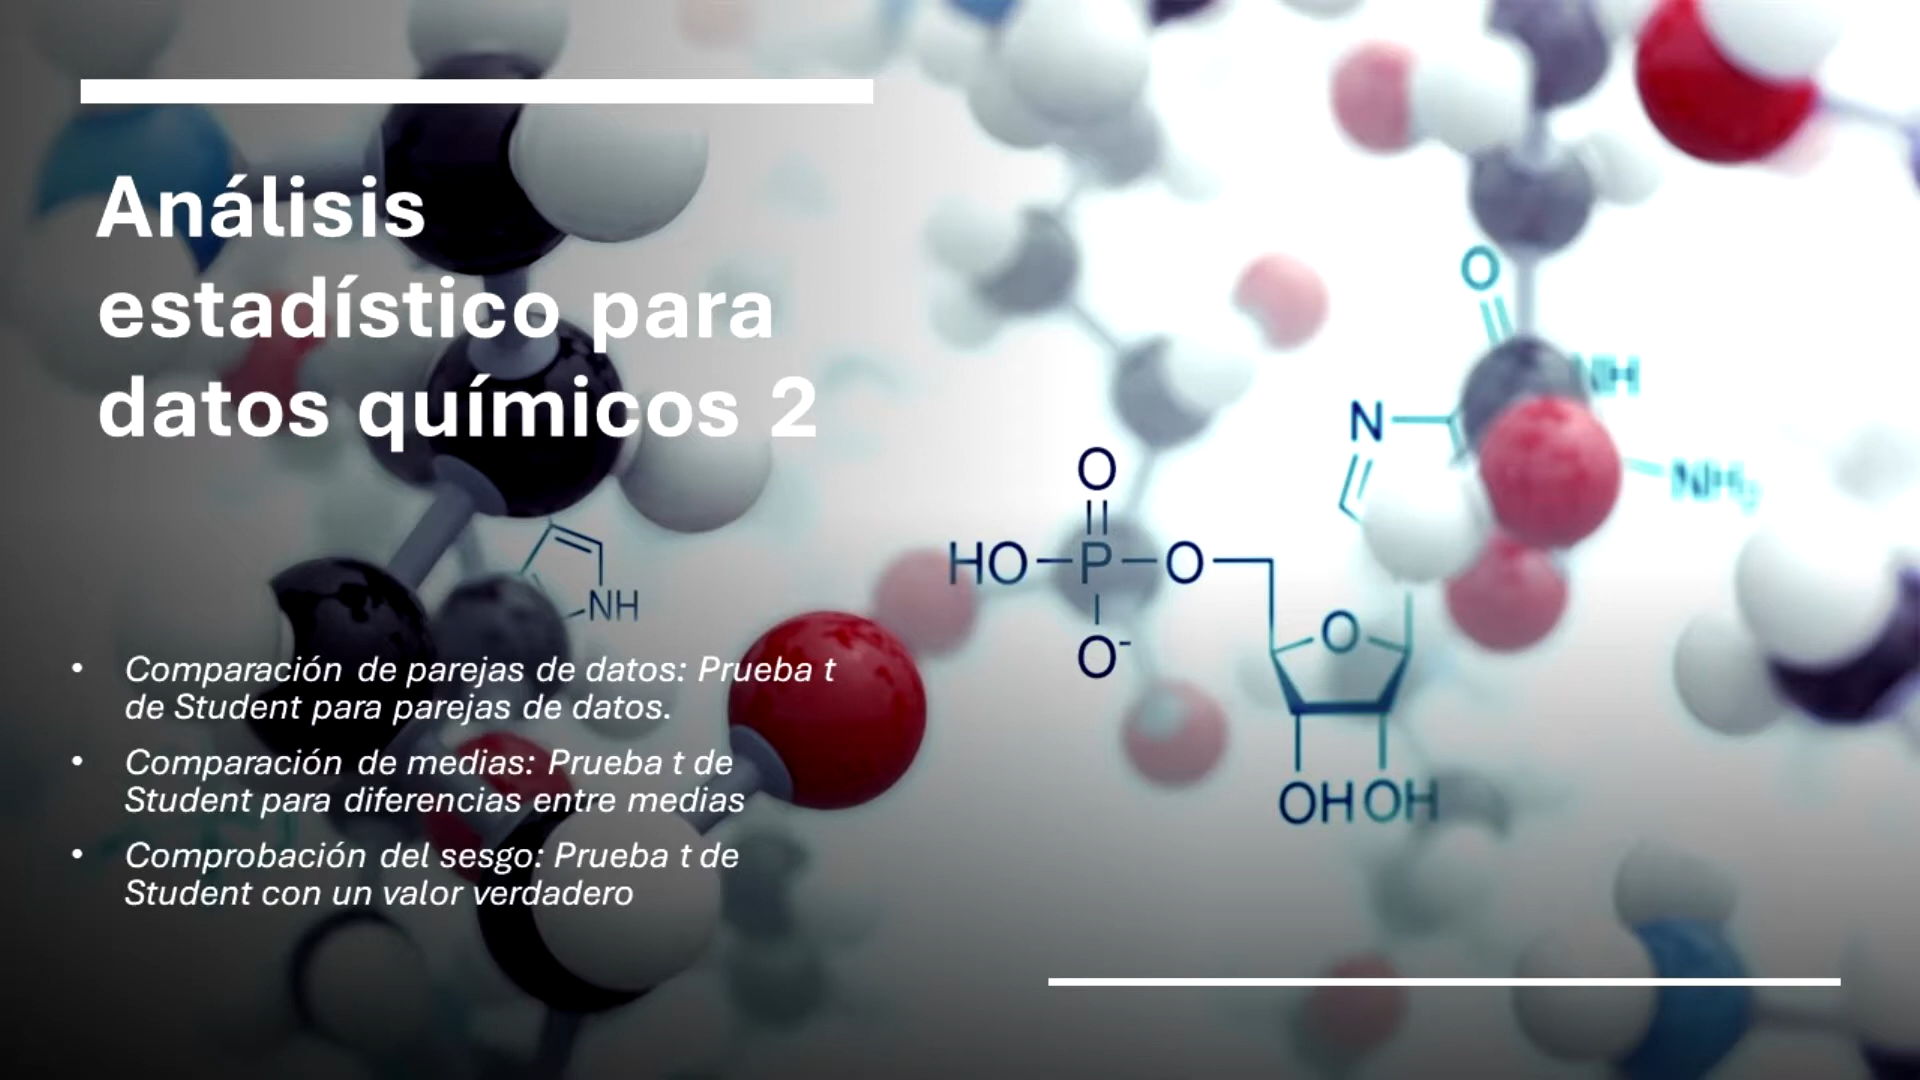 Análisis
estadístico para
datos químicos 2
• Comparación de parejas de datos: Prueba t
de Student para parejas de datos.
• Comparación de medias: Prueba t de
Student para diferencias entre medias
• Comprobación del sesgo: Prueba t de
Student con un valor verdadero
O
NH
N
NH₂
O
HO P O
O⁻
O
OH OH
NH